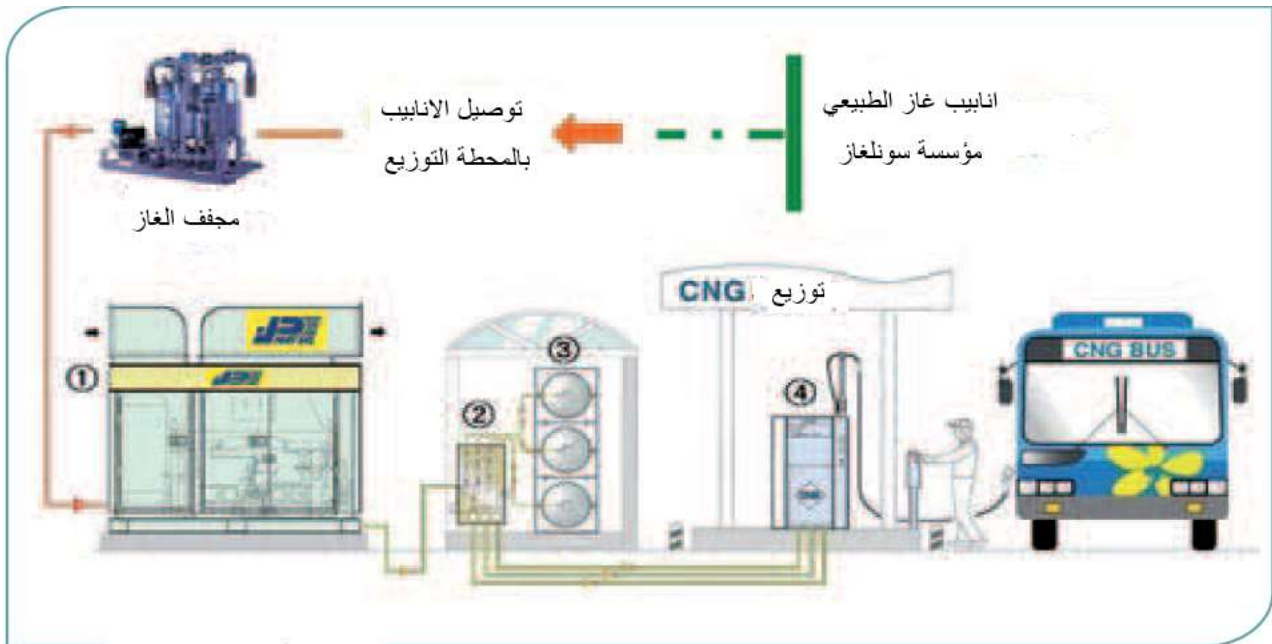 انابيب غاز الطبيعي
مؤسسة سونلغاز
توصيل الانابيب
بالمحطة التوزيع
مجفف الغاز
توزيع CNG
CNG BUS
①
②
③
④